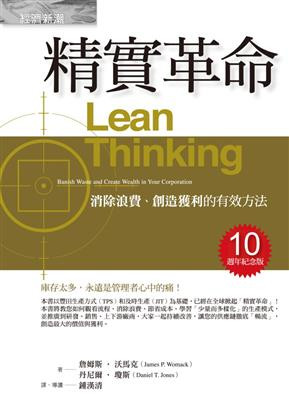 經濟新潮
精實革命
Lean
Thinking
Banish Waste and Create Wealth in Your Corporation
消除浪費、創造獲利的有效方法
10
週年紀念版
庫存太多，永遠是管理者心中的痛！
本書以豐田生產方式（TPS）和及時生產（JIT）為基礎，已經在全球掀起「精實革命」！
本書將教您如何觀看流程，消除浪費，節省成本，學習「少量而多樣化」的生產模式，
並推廣到研發、銷售、上下游廠商，大家一起持續改善，讓您的供應鏈徹底「暢流」，
創造最大的價值與獲利。
著
詹姆斯・沃馬克（James P. Womack）
丹尼爾・瓊斯（Daniel T. Jones）
譯、導讀
鍾漢清